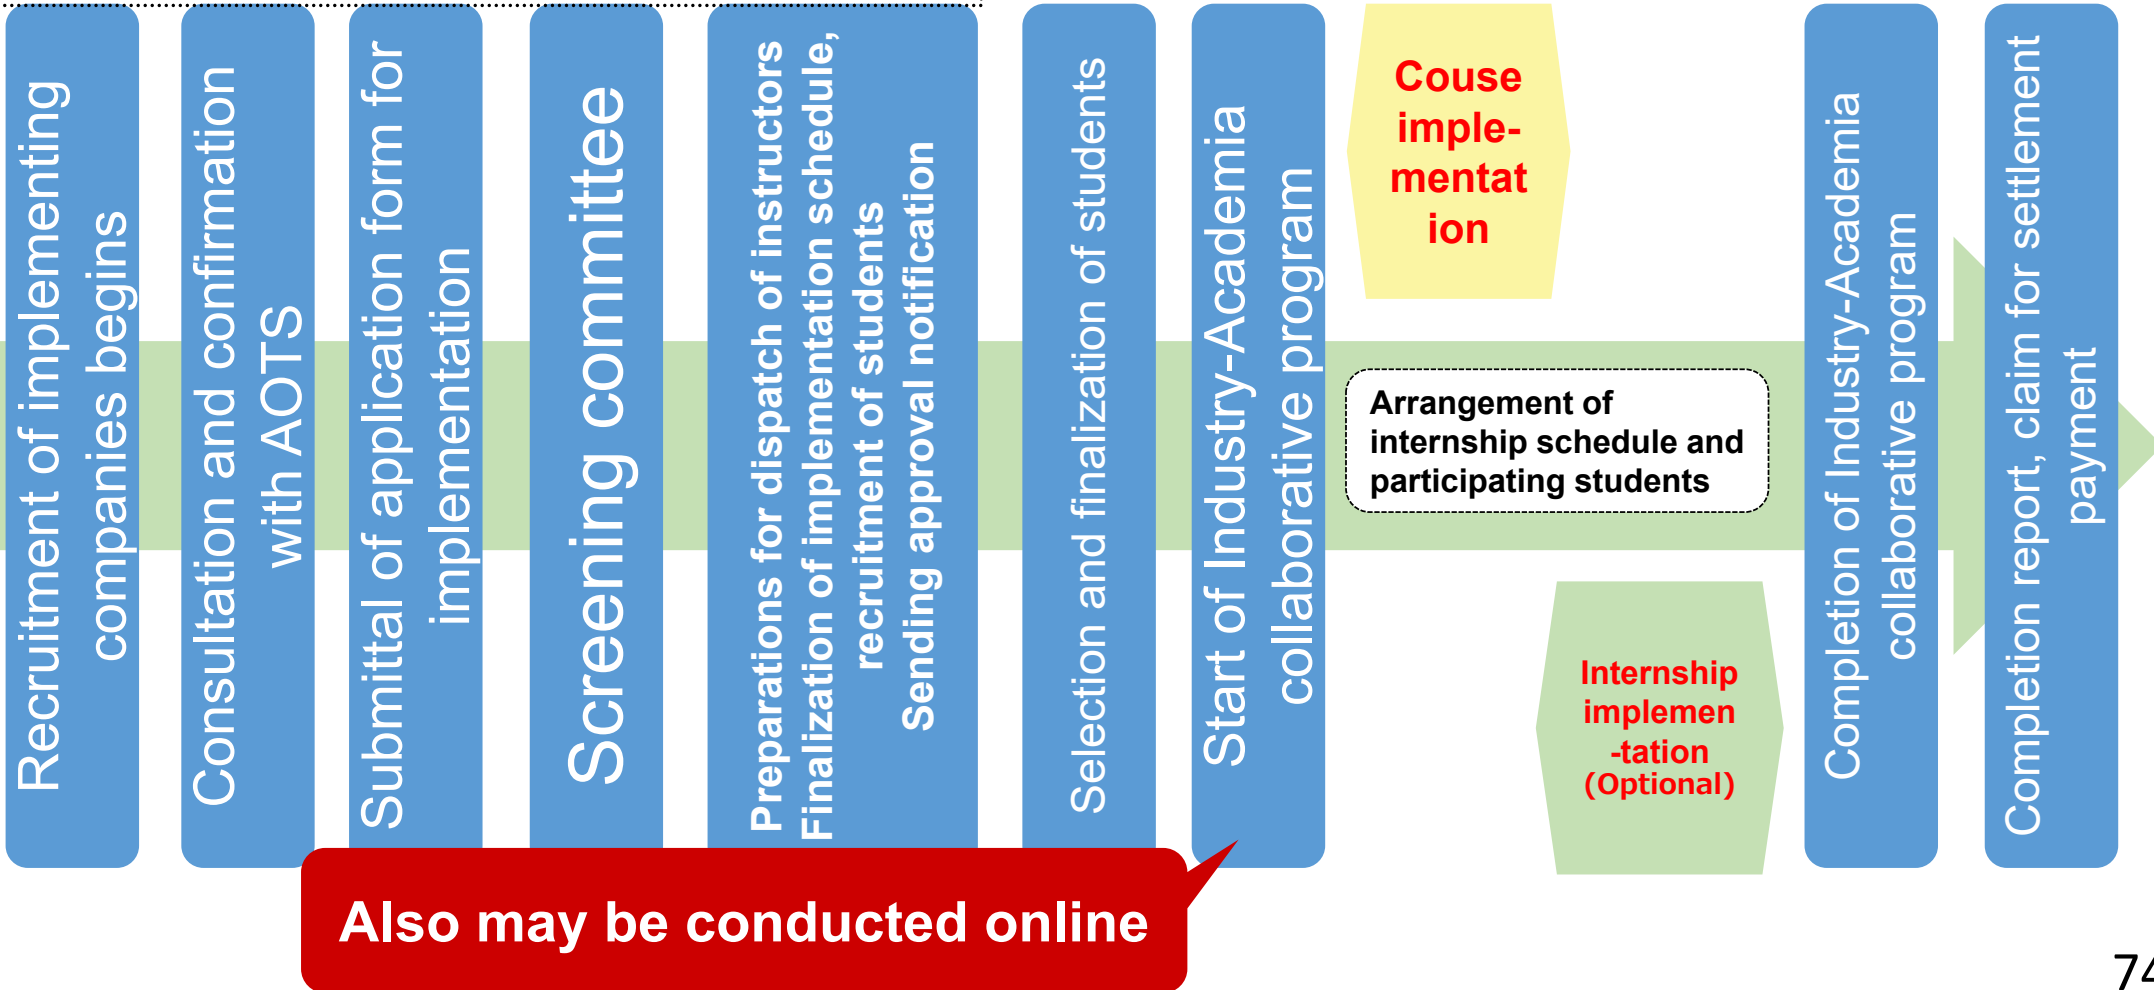 Recruitment of implementing
companies begins
Consultation and confirmation
with AOTS
Submittal of application form for
implementation
Screening committee
Preparations for dispatch of instructors
Finalization of implementation schedule,
recruitment of students
Sending approval notification
Selection and finalization of students
Start of Industry-Academia
collaborative program
Couse
imple-
mentat
ion
Arrangement of
internship schedule and
participating students
Internship
implemen
-tation
(Optional)
Completion of Industry-Academia
collaborative program
Completion report, claim for settlement
payment
Also may be conducted online
74